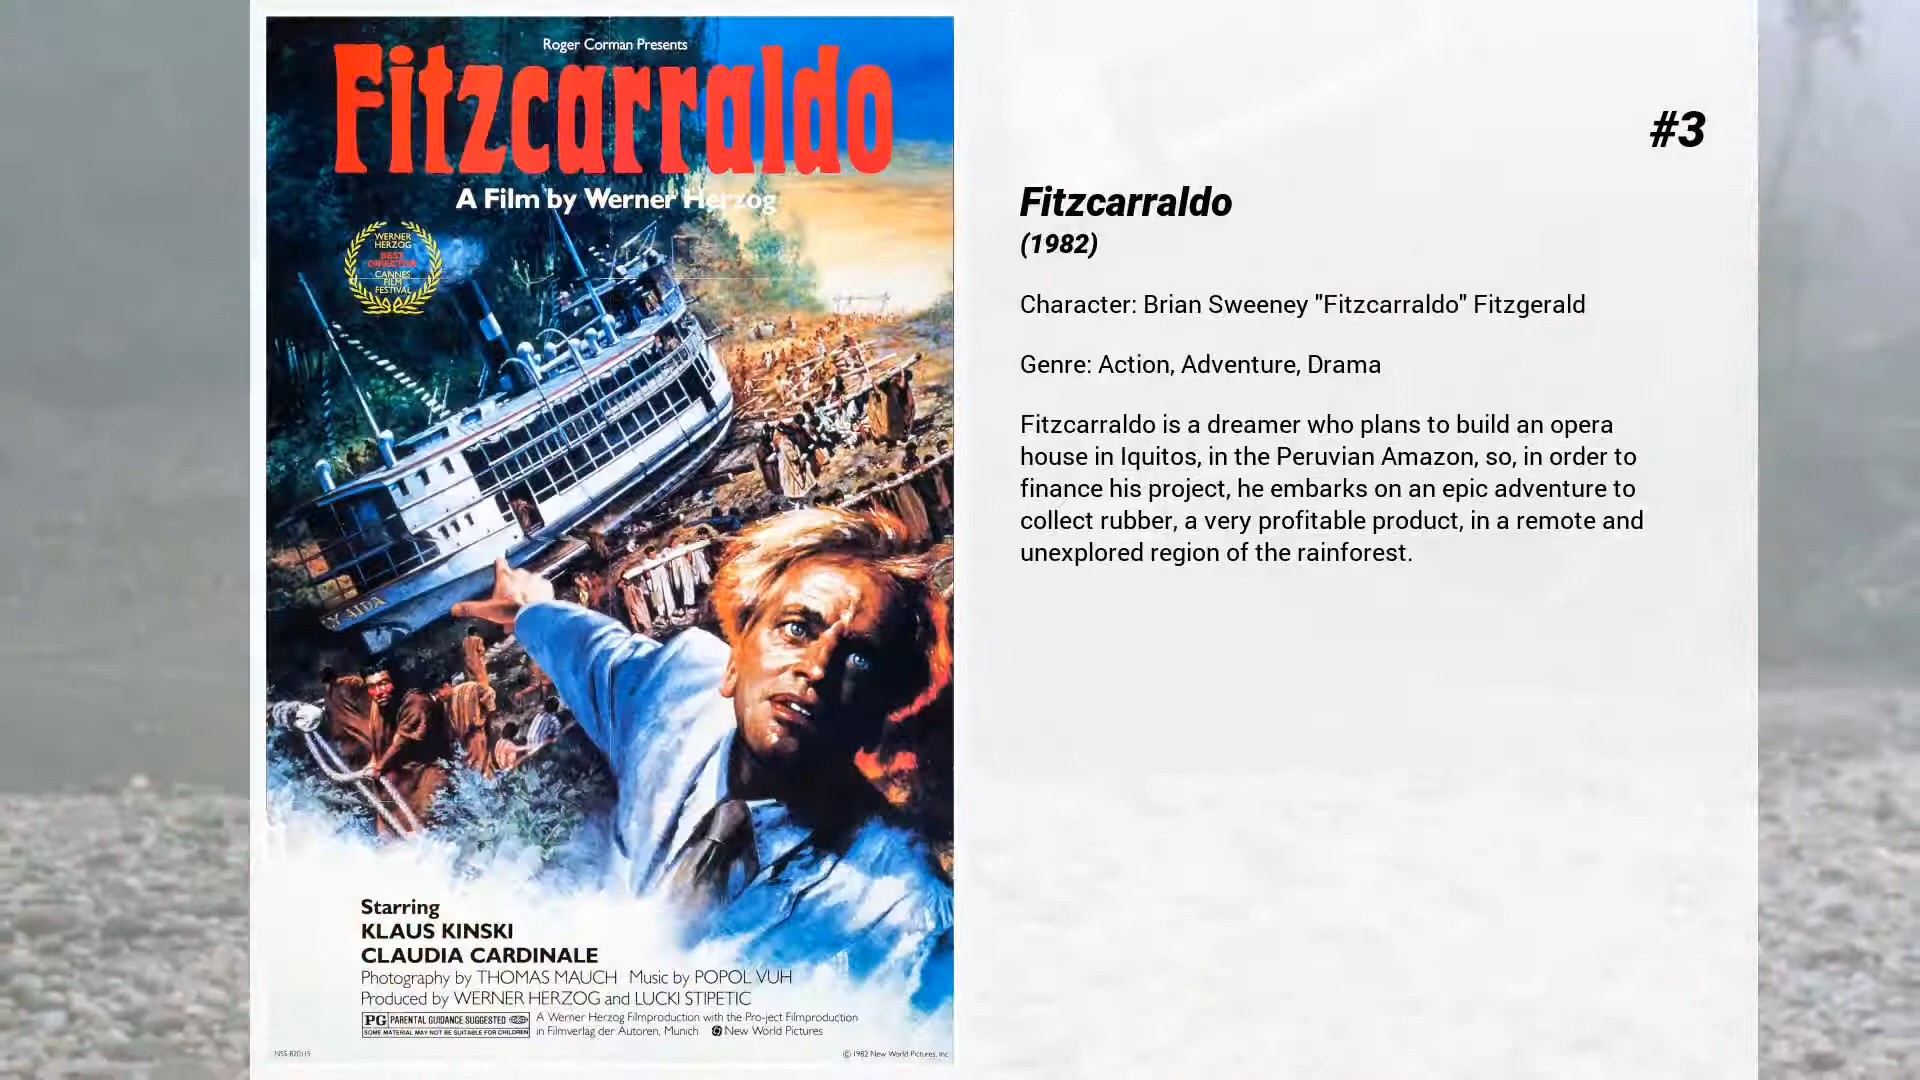 Roger Corman Presents
Fitzcarraldo
A Film by Werner Herzog
WERNER
HERZOG
BEST
DIRECTOR
CANNES
FILM
FESTIVAL
AIDA
Starring
KLAUS KINSKI
CLAUDIA CARDINALE
Photography by THOMAS MAUCH Music by POPOL VUH
Produced by WERNER HERZOG and LUCKI STIPETIC
PG PARENTAL GUIDANCE SUGGESTED
SOME MATERIAL MAY NOT BE SUITABLE FOR CHILDREN
A Werner Herzog Filmproduction with the Pro-ject Filmproduction
in Filmverlag der Autoren, Munich New World Pictures
NSS 820115
© 1982 New World Pictures, Inc.
#3
Fitzcarraldo
(1982)
Character: Brian Sweeney "Fitzcarraldo" Fitzgerald
Genre: Action, Adventure, Drama
Fitzcarraldo is a dreamer who plans to build an opera
house in Iquitos, in the Peruvian Amazon, so, in order to
finance his project, he embarks on an epic adventure to
collect rubber, a very profitable product, in a remote and
unexplored region of the rainforest.